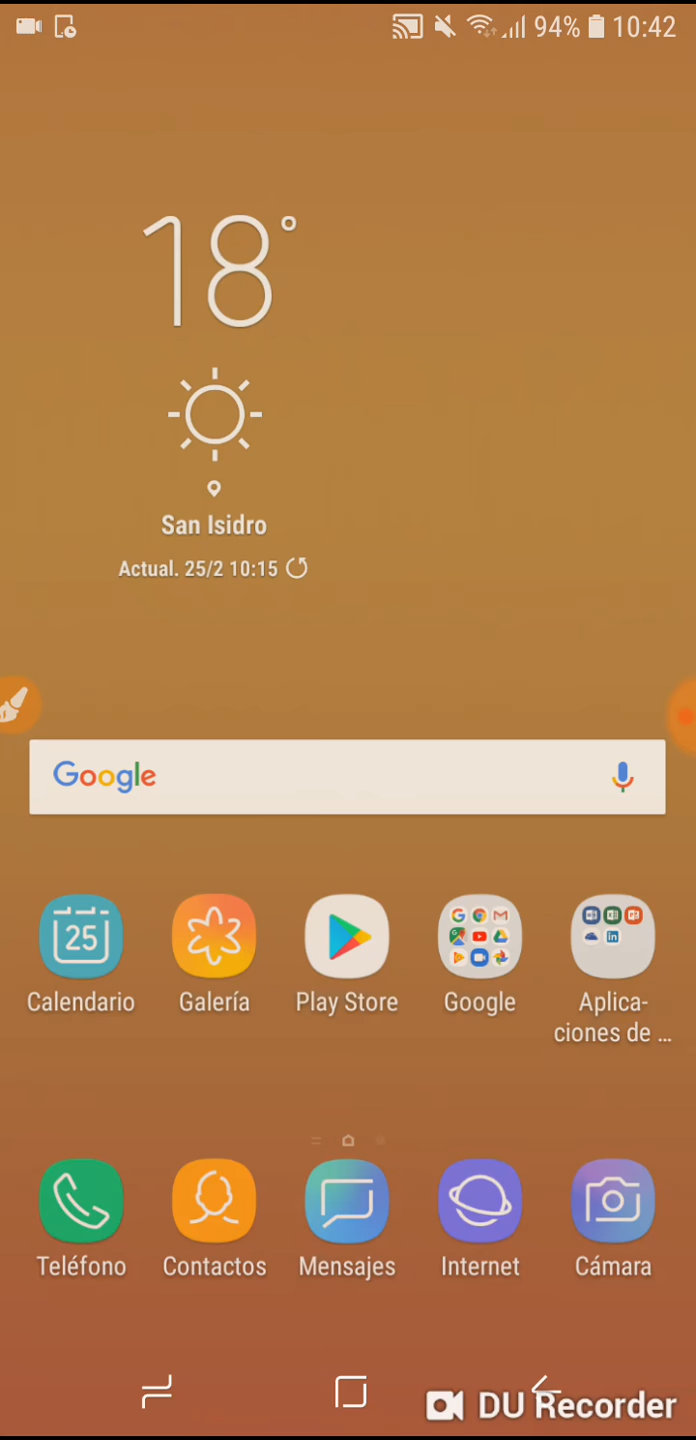 94% 10:42
18°
San Isidro
Actual. 25/2 10:15
Google
25
Calendario
Galería
Play Store
Google
Aplica-
ciones de ...
Teléfono
Contactos
Mensajes
Internet
Cámara
DU Recorder